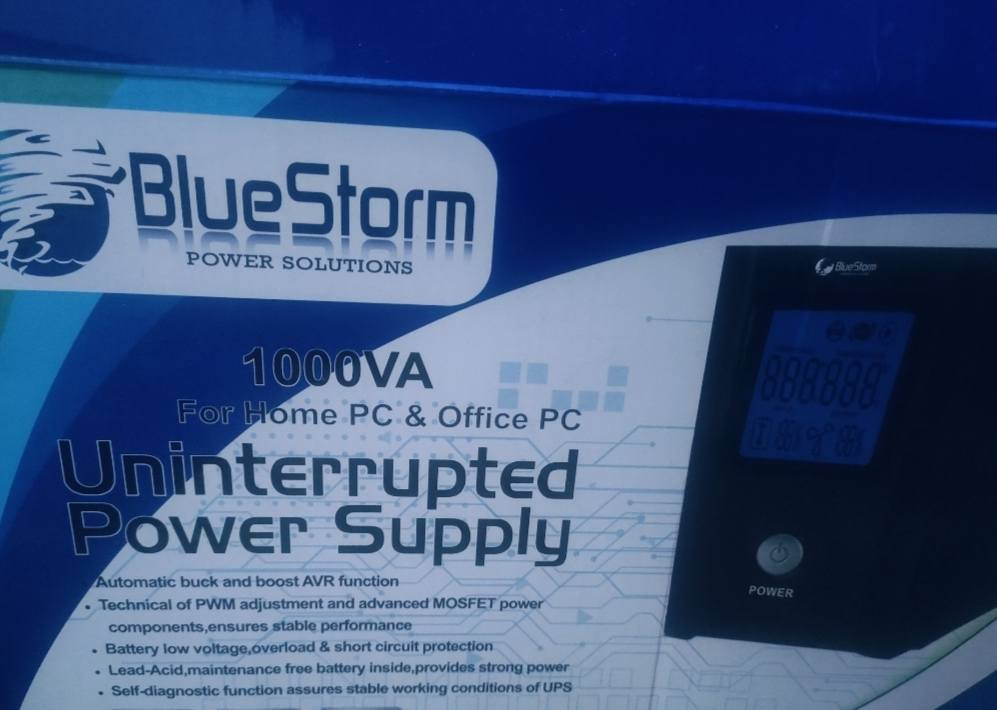 BlueStorm
POWER SOLUTIONS
BlueStorm
1000VA
For Home PC & Office PC
Uninterrupted
Power Supply
888888
POWER
Automatic buck and boost AVR function
• Technical of PWM adjustment and advanced MOSFET power
components,ensures stable performance
• Battery low voltage,overload & short circuit protection
• Lead-Acid,maintenance free battery inside,provides strong power
• Self-diagnostic function assures stable working conditions of UPS